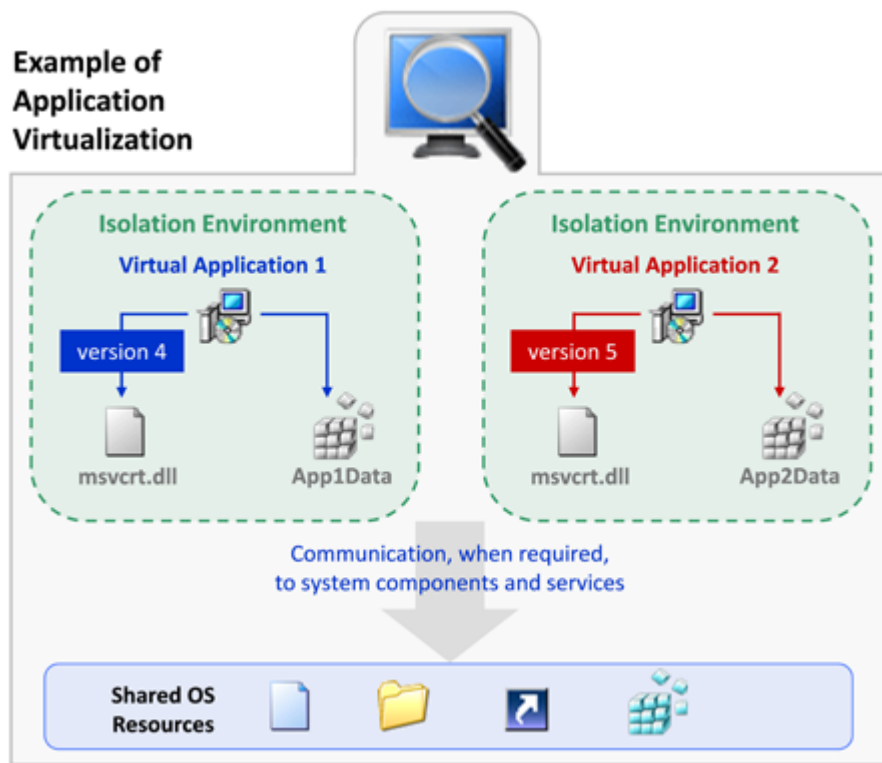 Example of
Application
Virtualization
Isolation Environment
Virtual Application 1
version 4
msvcrt.dll
App1Data
Isolation Environment
Virtual Application 2
version 5
msvcrt.dll
App2Data
Communication, when required,
to system components and services
Shared OS
Resources